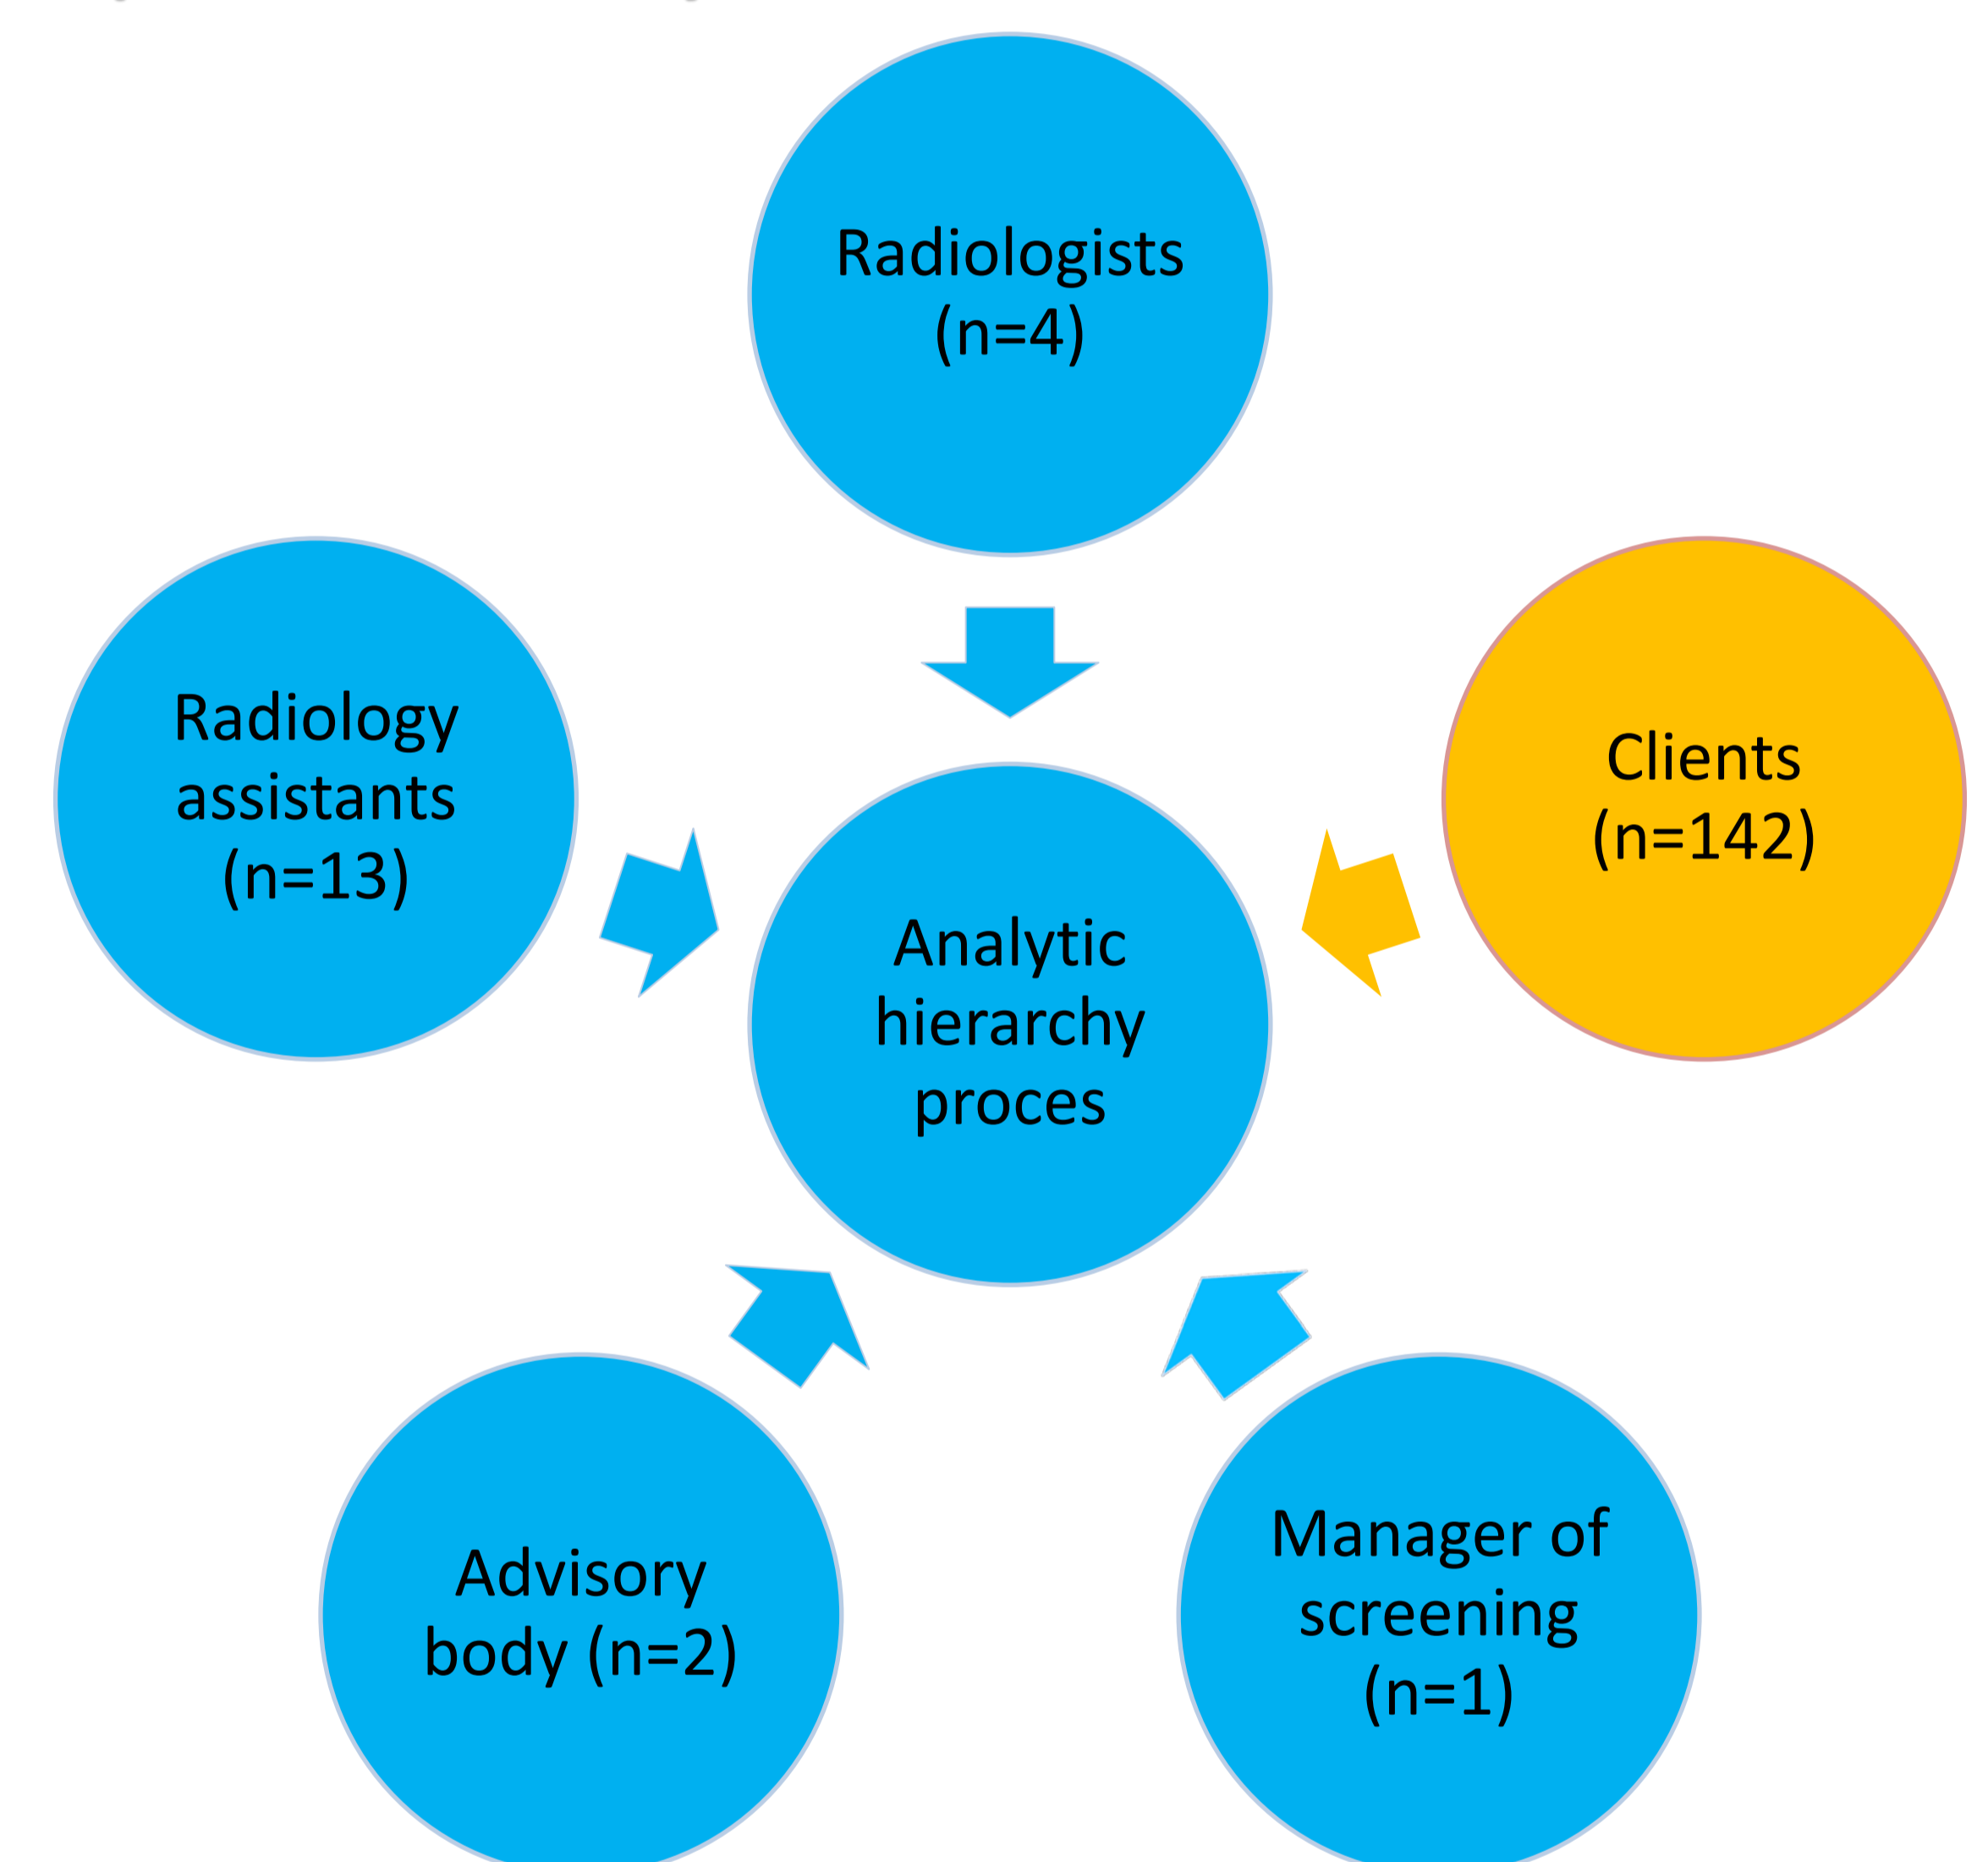 Radiologists
(n=4)
Radiology
assistants
(n=13)
Clients
(n=142)
Analytic
hierarchy
proces
Advisory
body (n=2)
Manager of
screening
(n=1)